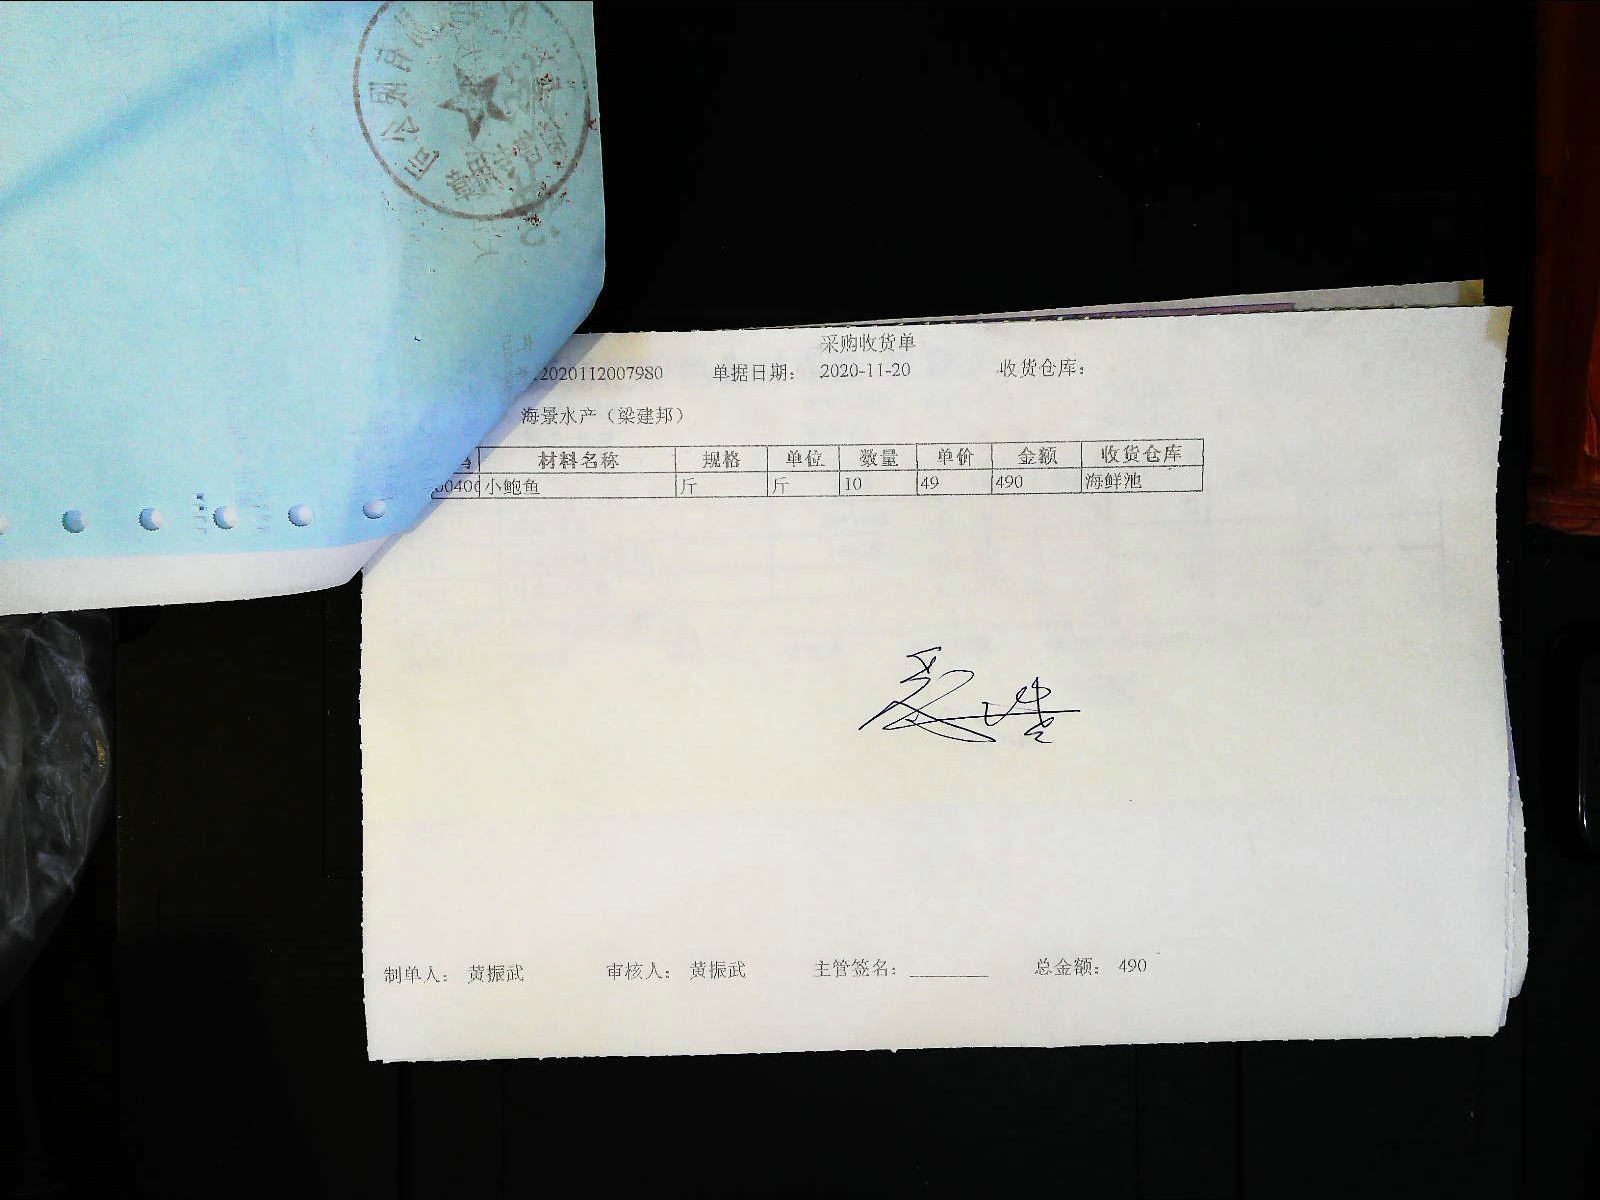 采购收货单
2020112007980 单据日期： 2020-11-20 收货仓库：
海景水产（梁建邦）
材料名称 规格 单位 数量 单价 金额 收货仓库
小鲍鱼 斤 斤 10 49 490 海鲜池
制单人： 黄振武 审核人： 黄振武 主管签名： 总金额： 490